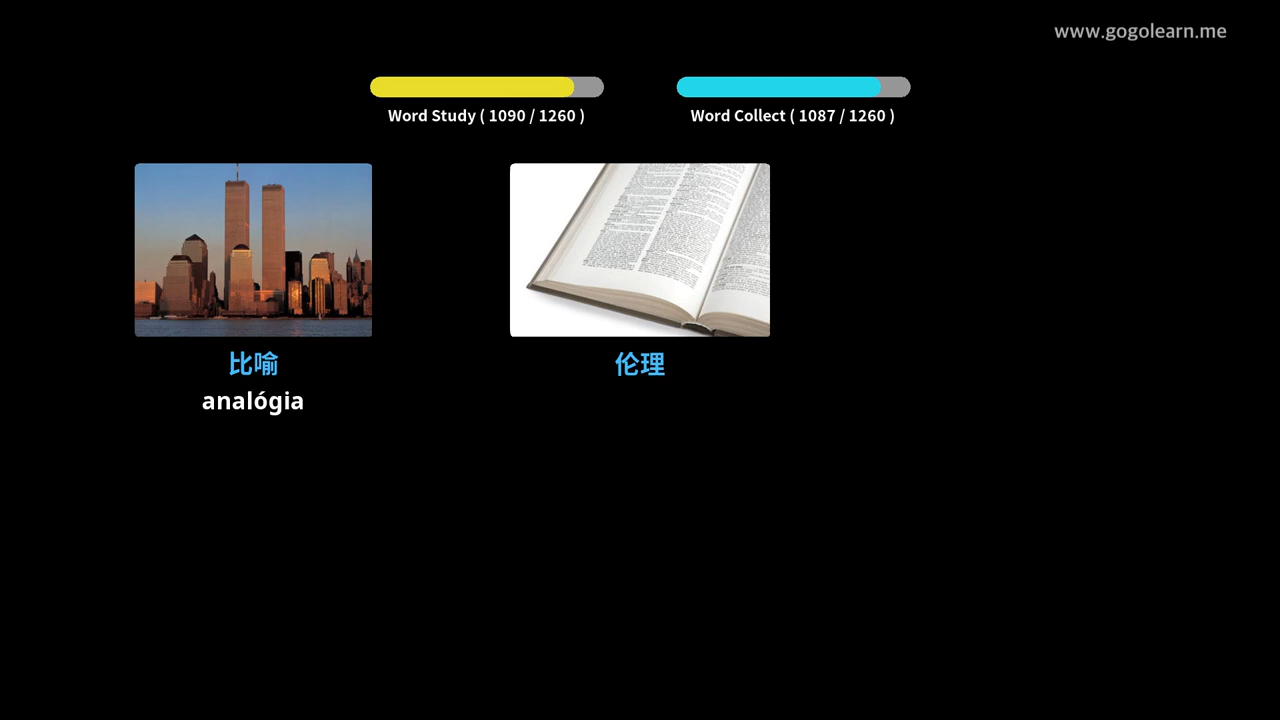 www.gogolearn.me
Word Study ( 1090 / 1260 )
Word Collect ( 1087 / 1260 )
比喻
analógia
伦理